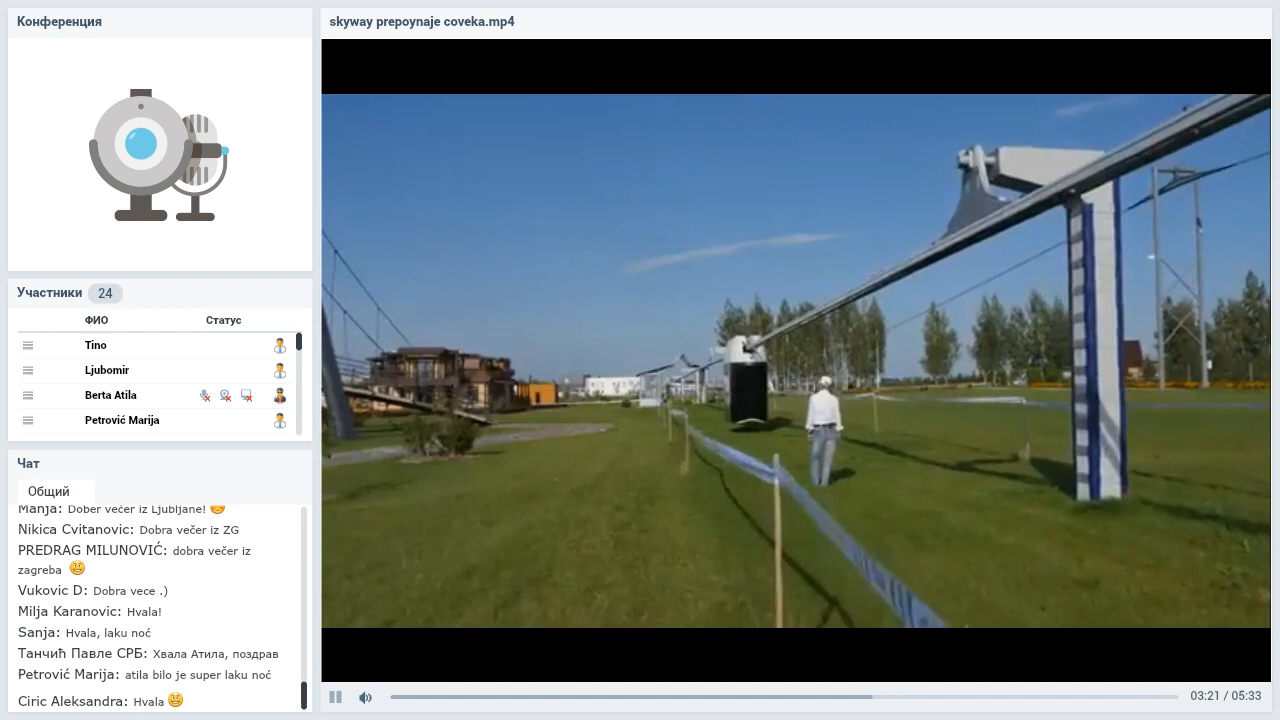 Конференция
skyway prepoynaje coveka.mp4
Участники 24
ФИО Статус
Tino
Ljubomir
Berta Atila
Petrović Marija
Чат
Общий
Manja: Dober večer iz Ljubljane!
Nikica Cvitanovic: Dobra večer iz ZG
PREDRAG MILUNOVIĆ: dobra večer iz
zagreba
Vukovic D: Dobra vece .)
Milja Karanovic: Hvala!
Sanja: Hvala, laku noć
Танчић Павле СРБ: Хвала Атила, поздрав
Petrović Marija: atila bilo je super laku noć
Ciric Aleksandra: Hvala
03:21 / 05:33